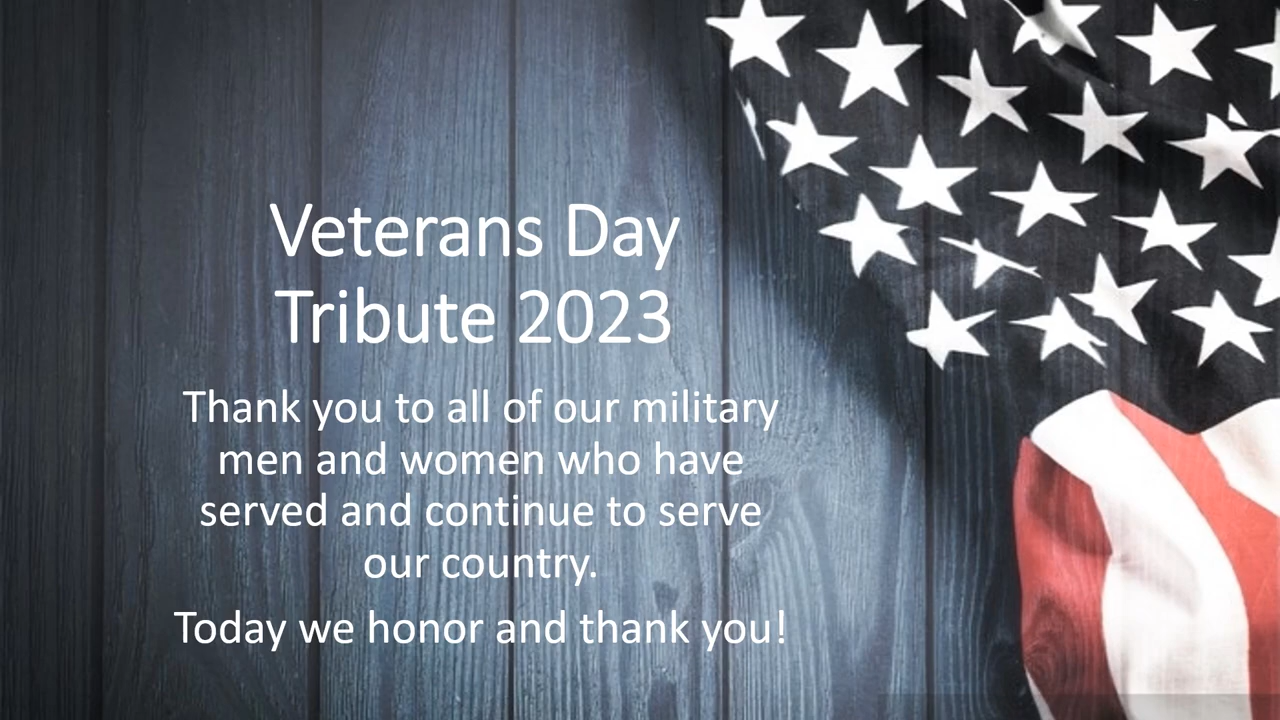 Veterans Day
Tribute 2023
Thank you to all of our military
men and women who have
served and continue to serve
our country.
Today we honor and thank you!